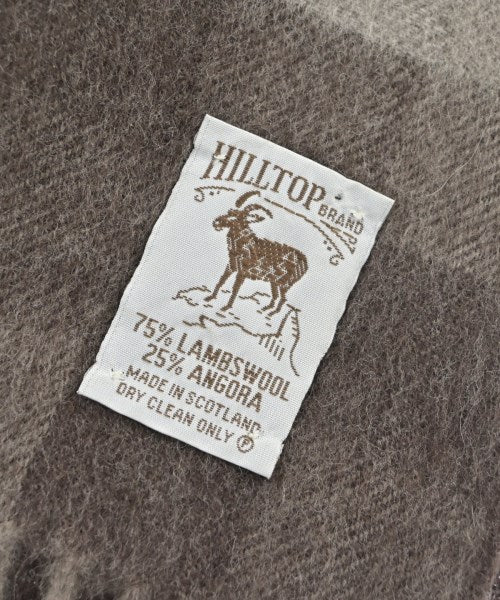 HILLTOP
BRAND
75% LAMBSWOOL
25% ANGORA
MADE IN SCOTLAND
DRY CLEAN ONLY Ⓟ